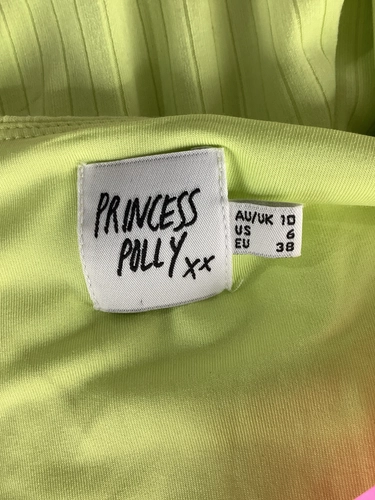 PRINCESS
POLLY xx
AU/UK 10
US 6
EU 38